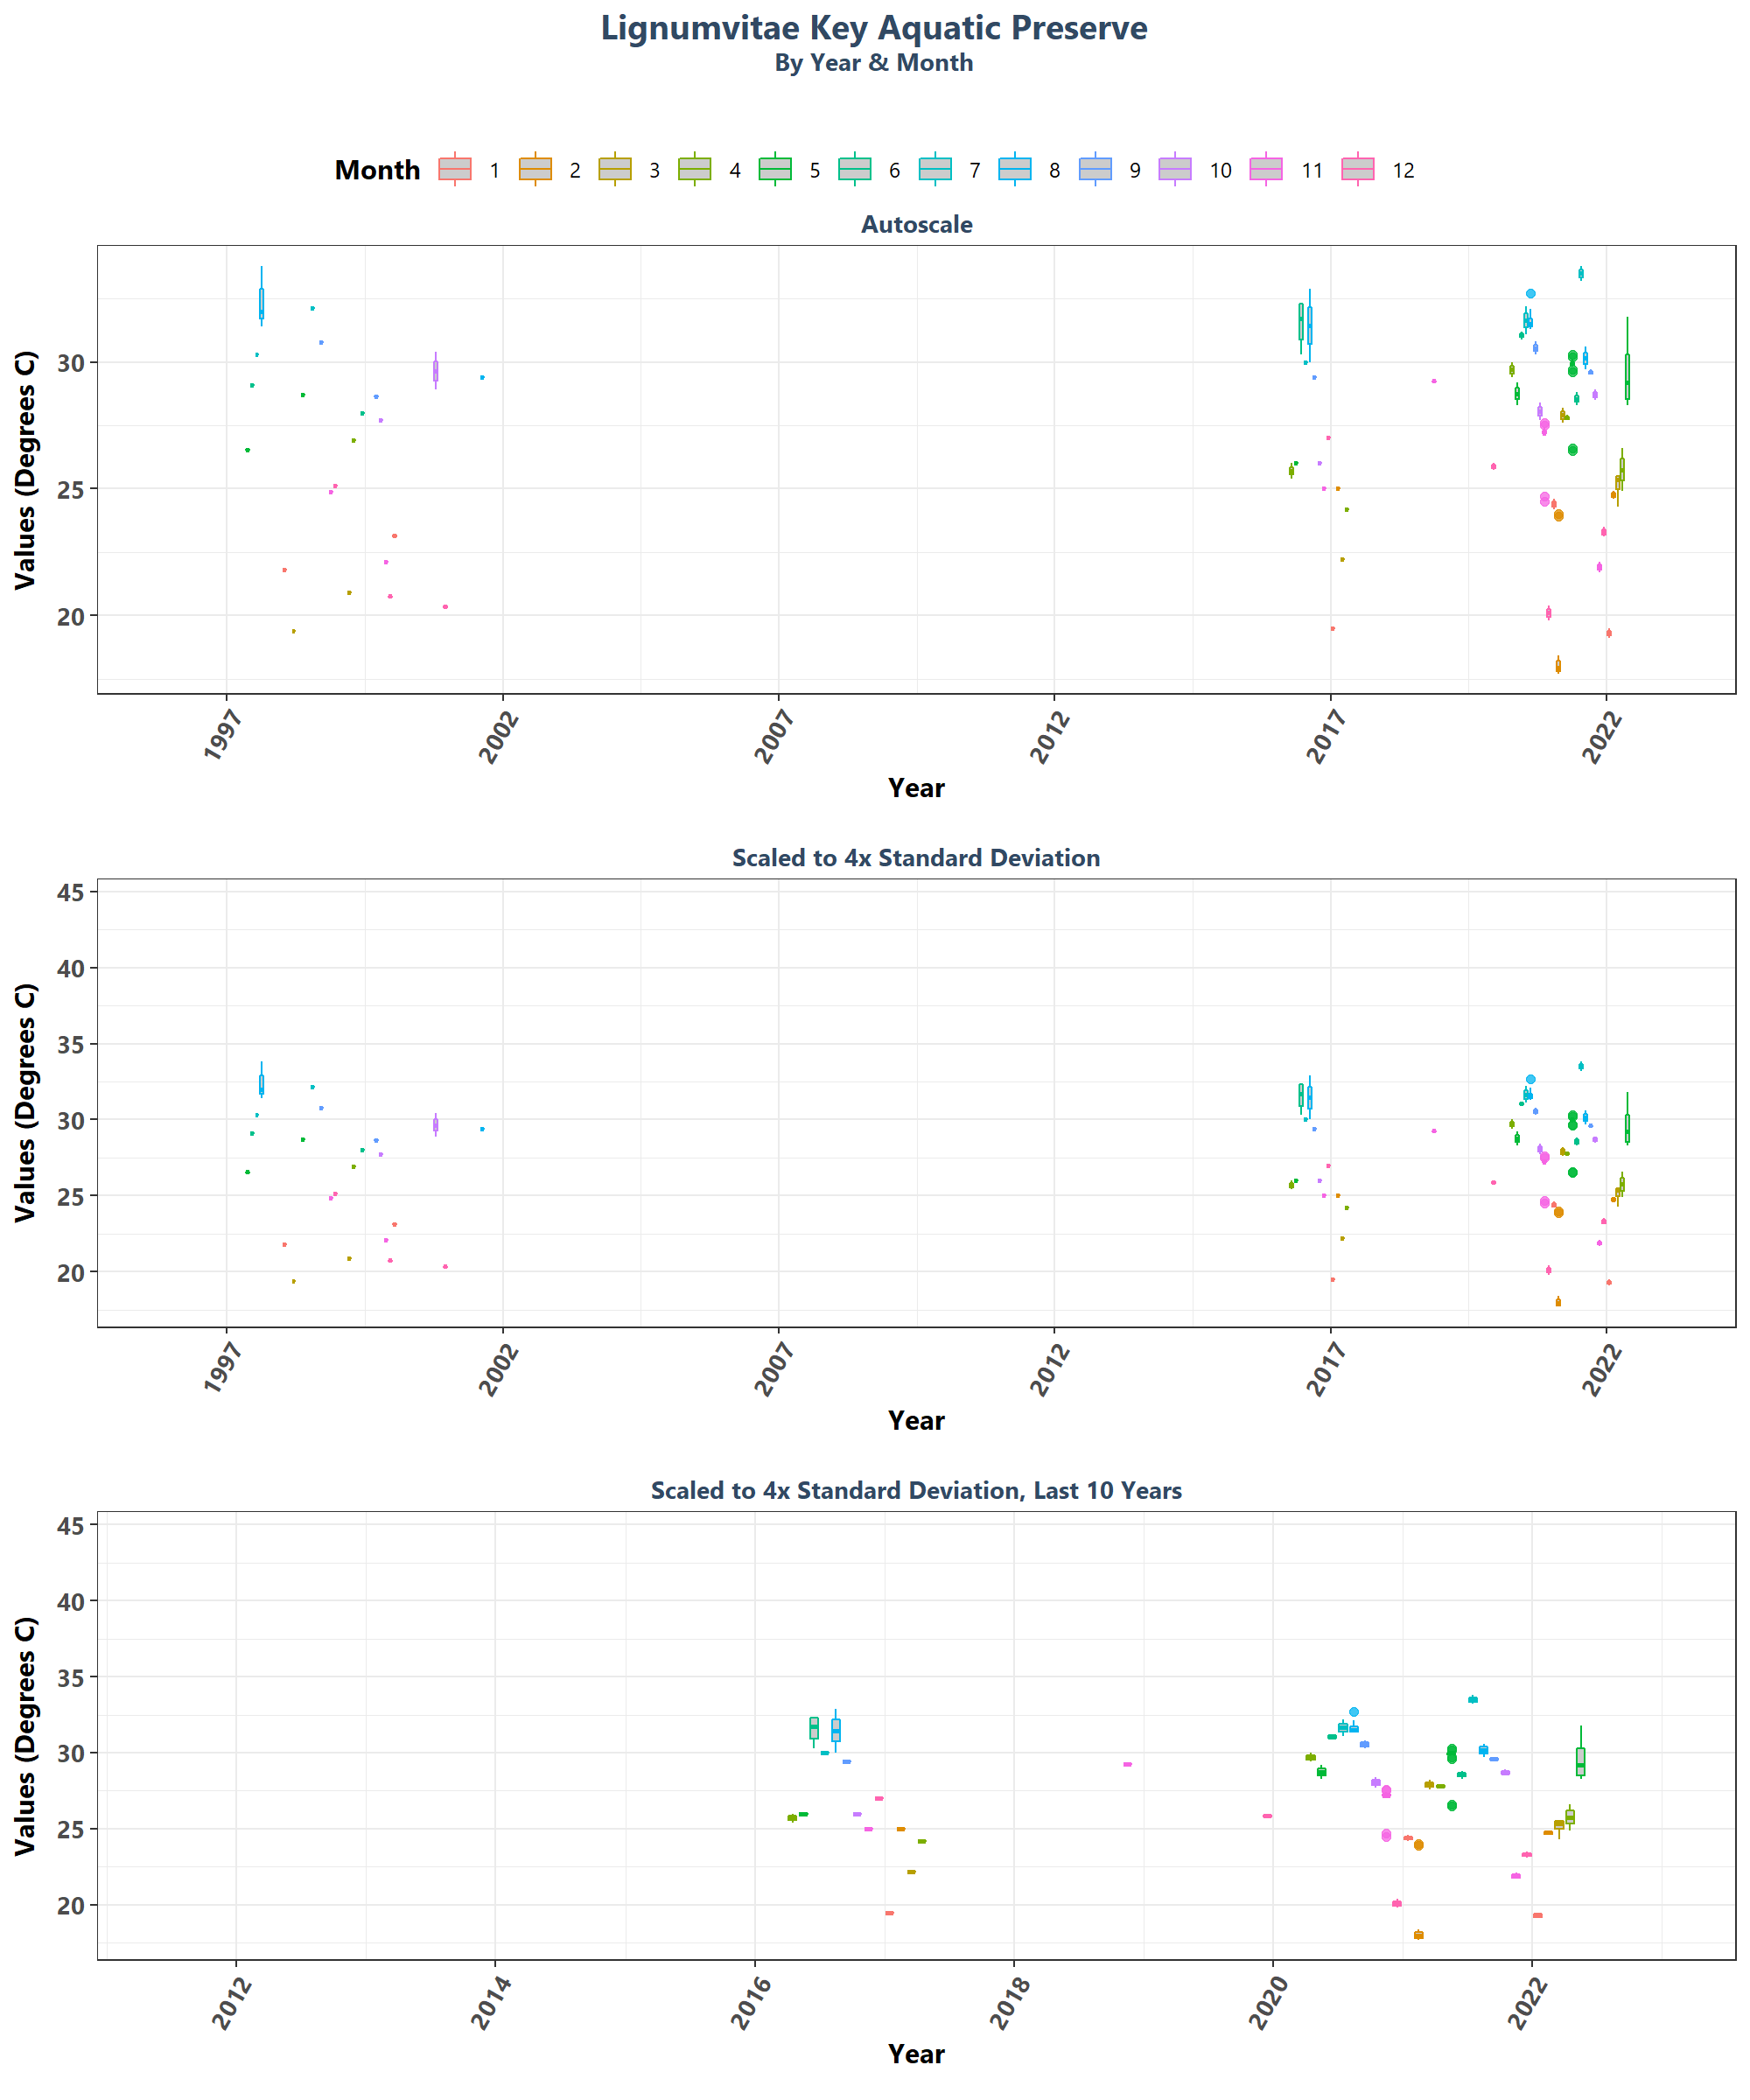 Lignumvitae Key Aquatic Preserve
By Year & Month
Month 1 2 3 4 5 6 7 8 9 10 11 12
Autoscale
Values (Degrees C)
30
25
20
1997 2002 2007 2012 2017 2022
Year
Scaled to 4x Standard Deviation
Values (Degrees C)
45
40
35
30
25
20
1997 2002 2007 2012 2017 2022
Year
Scaled to 4x Standard Deviation, Last 10 Years
Values (Degrees C)
45
40
35
30
25
20
2012 2014 2016 2018 2020 2022
Year